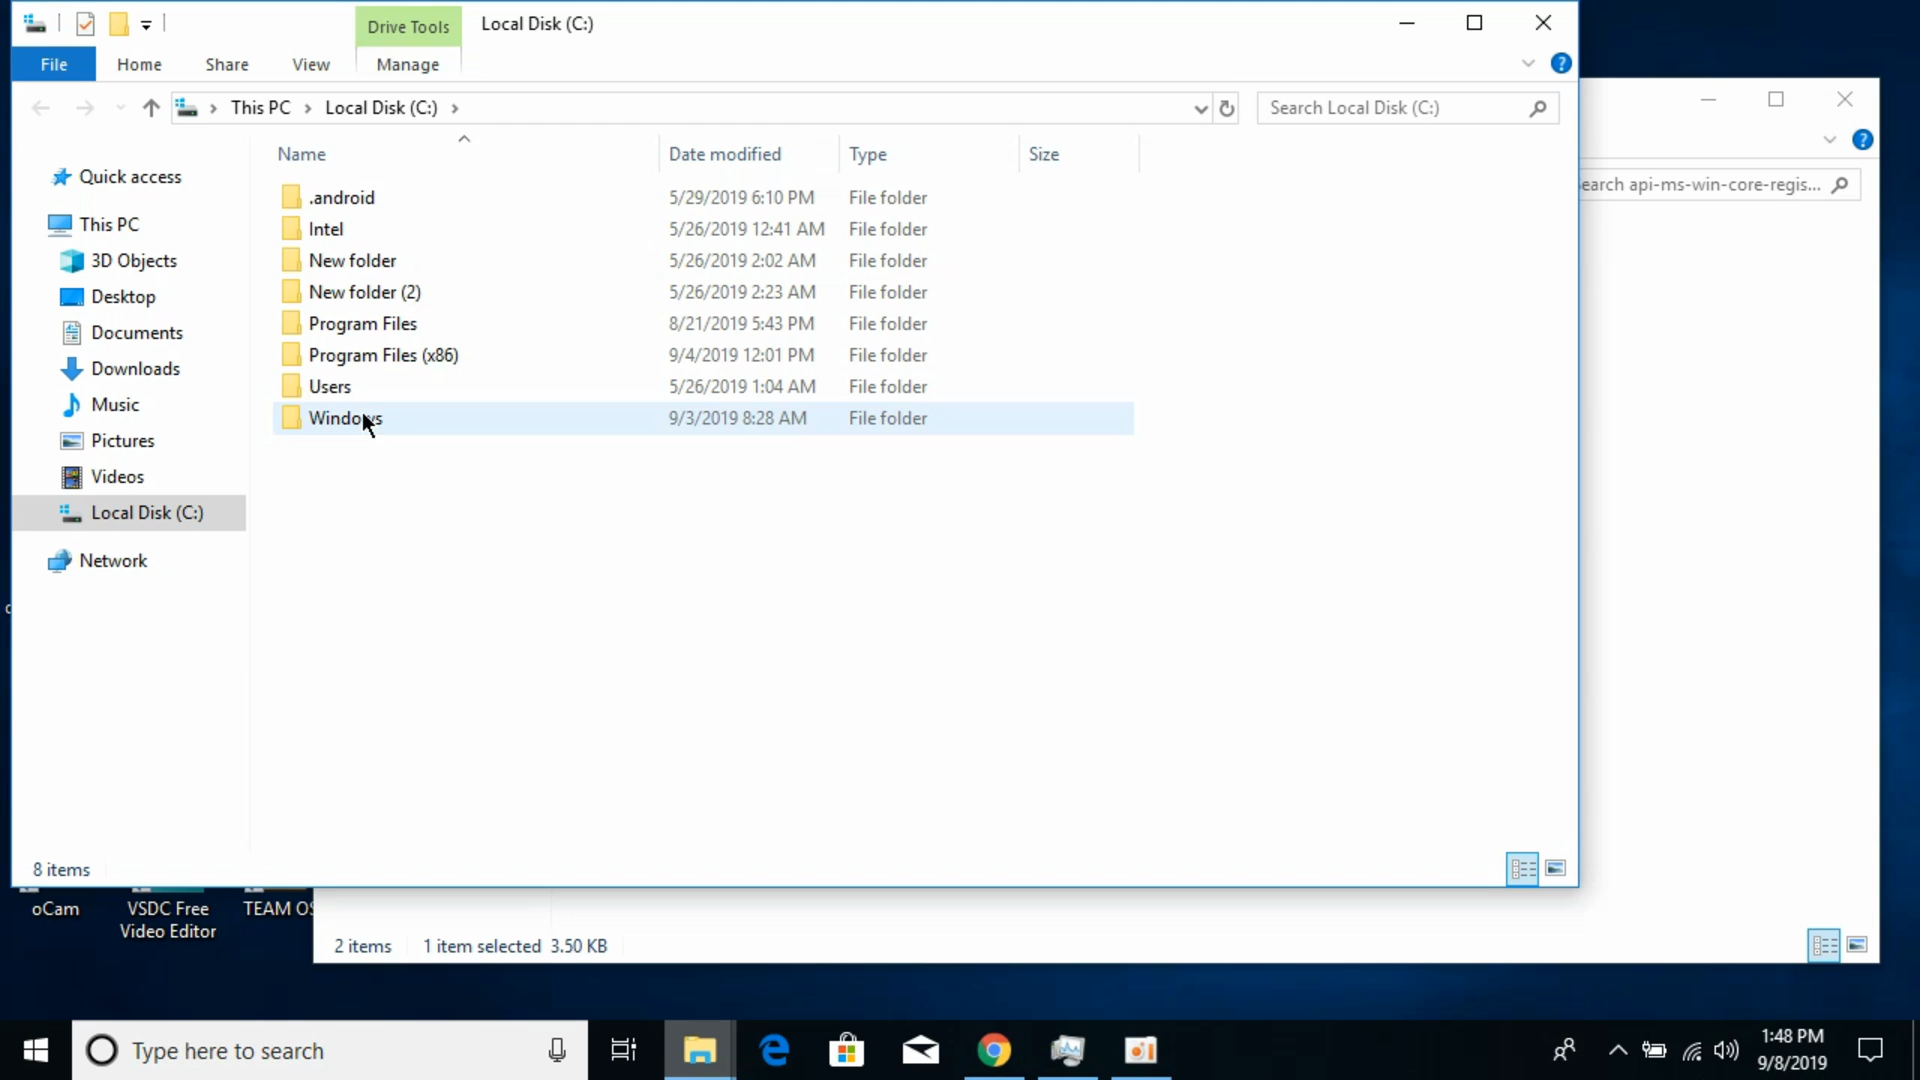 Drive Tools Local Disk (C:)
File Home Share View Manage
This PC Local Disk (C:) Search Local Disk (C:)
Name Date modified Type Size
Quick access
This PC
3D Objects
Desktop
Documents
Downloads
Music
Pictures
Videos
Local Disk (C:)
Network
.android 5/29/2019 6:10 PM File folder
Intel 5/26/2019 12:41 AM File folder
New folder 5/26/2019 2:02 AM File folder
New folder (2) 5/26/2019 2:23 AM File folder
Program Files 8/21/2019 5:43 PM File folder
Program Files (x86) 9/4/2019 12:01 PM File folder
Users 5/26/2019 1:04 AM File folder
Windows 9/3/2019 8:28 AM File folder
8 items
earch api-ms-win-core-regis...
oCam
VSDC Free
Video Editor
TEAM OS
2 items 1 item selected 3.50 KB
Type here to search
1:48 PM
9/8/2019